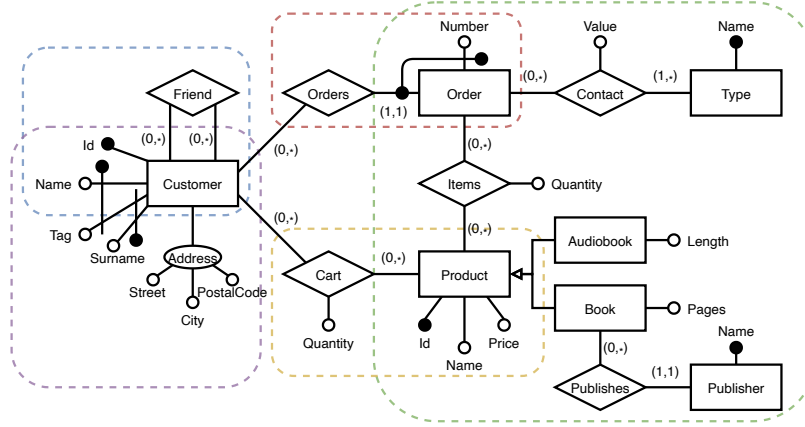 Number
Value
Name
Friend
Orders
Order
(0,*)
Contact
(1,*)
Type
(1,1)
(0,*)
(0,*)
Id
(0,*)
(0,*)
Name
Customer
Items
Quantity
Tag
Surname
(0,*)
(0,*)
Address
Audiobook
Length
(0,*)
Cart
Product
Street
PostalCode
City
Book
Pages
Quantity
Id
Price
Name
Name
(0,*)
(1,1)
Publishes
Publisher